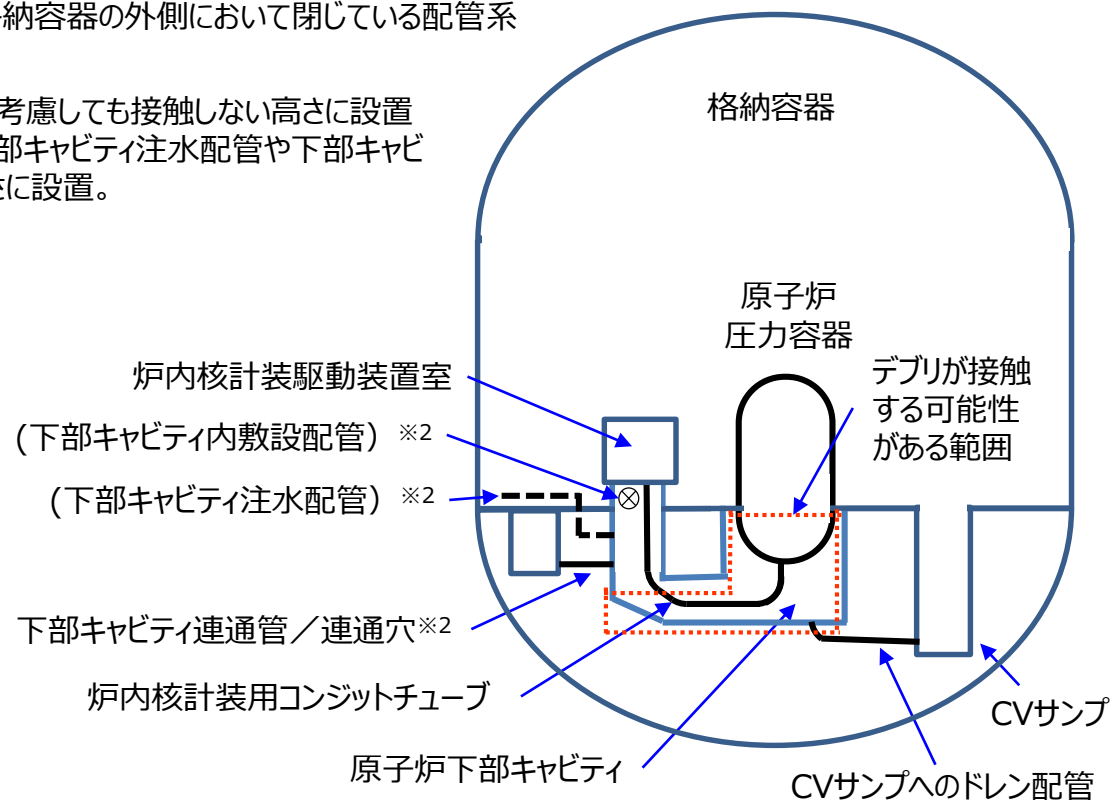 納容器の外側において閉じている配管系
考慮しても接触しない高さに設置
部キャビティ注水配管や下部キャビ
に設置。
格納容器
原子炉
圧力容器
デブリが接触
する可能性
がある範囲
炉内核計装駆動装置室
(下部キャビティ内敷設配管） ※2
(下部キャビティ注水配管） ※2
下部キャビティ連通管／連通穴※2
炉内核計装用コンジットチューブ
原子炉下部キャビティ
CVサンプ
CVサンプへのドレン配管